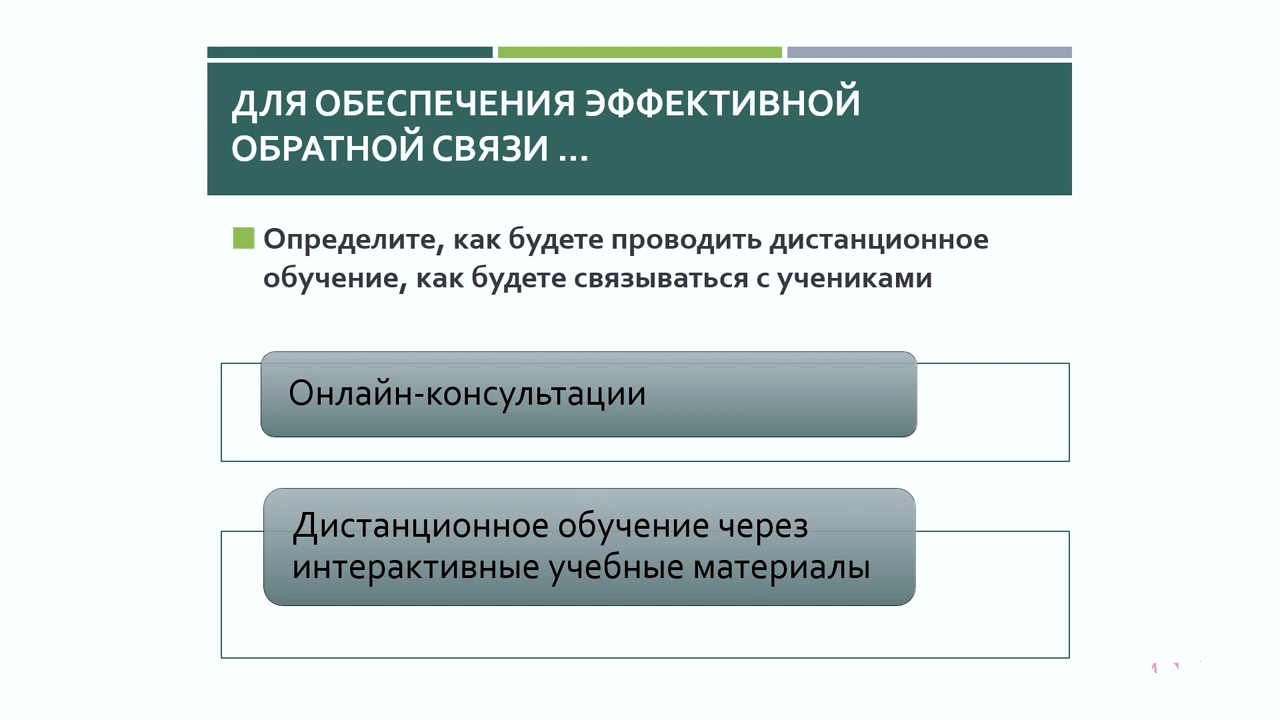 ДЛЯ ОБЕСПЕЧЕНИЯ ЭФФЕКТИВНОЙ
ОБРАТНОЙ СВЯЗИ ...
Определите, как будете проводить дистанционное
обучение, как будете связываться с учениками
Онлайн-консультации
Дистанционное обучение через
интерактивные учебные материалы